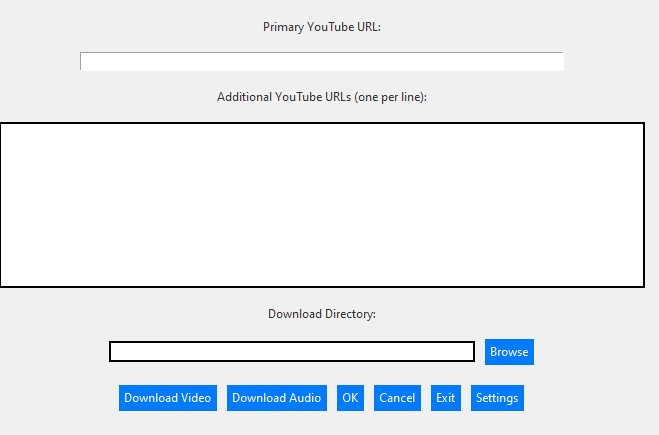 Primary YouTube URL:
Additional YouTube URLs (one per line):
Download Directory:
Browse
Download Video Download Audio OK Cancel Exit Settings